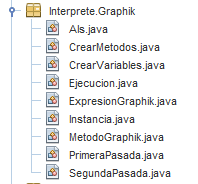 Interprete.Graphik
Als.java
CrearMetodos.java
CrearVariables.java
Ejecucion.java
ExpresionGraphik.java
Instancia.java
MetodoGraphik.java
PrimeraPasada.java
SegundaPasada.java